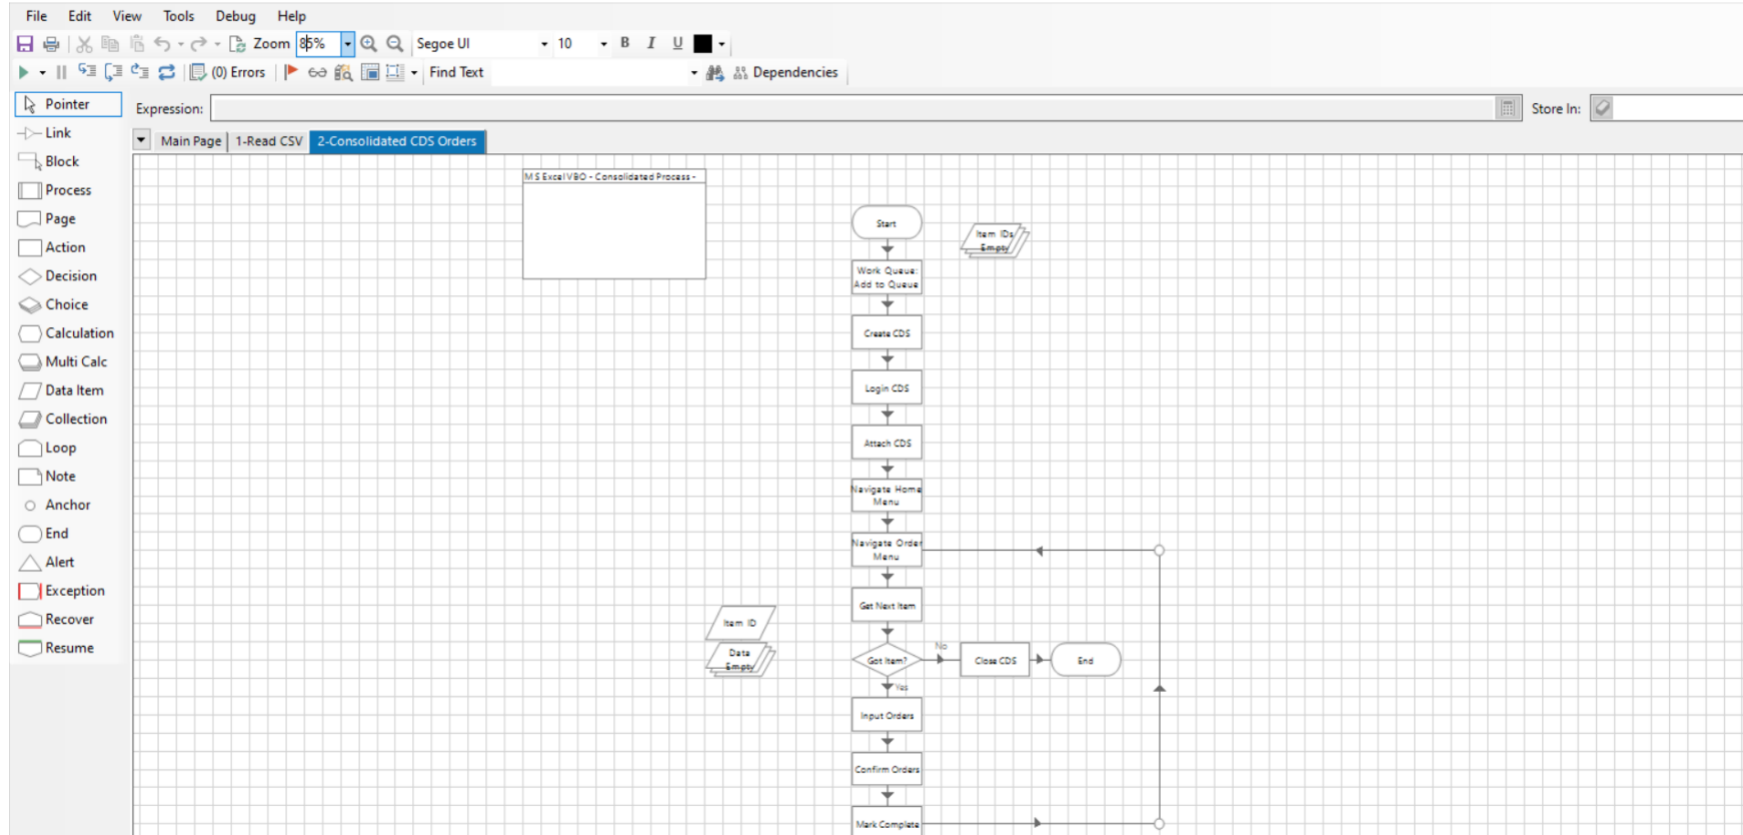 File Edit View Tools Debug Help
Zoom 85% Segoe UI 10 B I U
(0) Errors Find Text Dependencies
Pointer
Link
Block
Process
Page
Action
Decision
Choice
Calculation
Multi Calc
Data Item
Collection
Loop
Note
Anchor
End
Alert
Exception
Recover
Resume
Expression: Store In:
Main Page 1-Read CSV 2-Consolidated CDS Orders
MS Excel VBO - Consolidated Process -
Start
Item IDs
Empty
Work Queue:
Add to Queue
Create CDS
Login CDS
Attach CDS
Navigate Home
Menu
Navigate Order
Menu
Get Next Item
Item ID
Data
Empty
Got Item?
No
Close CDS
End
Yes
Input Orders
Confirm Orders
Mark Complete